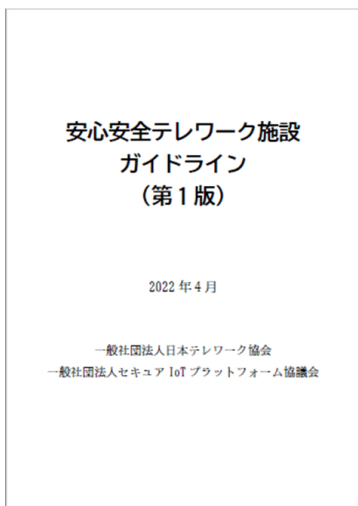 安心安全テレワーク施設
ガイドライン
（第１版）
2022 年 4 月
一般社団法人日本テレワーク協会
一般社団法人セキュア IoT プラットフォーム協議会